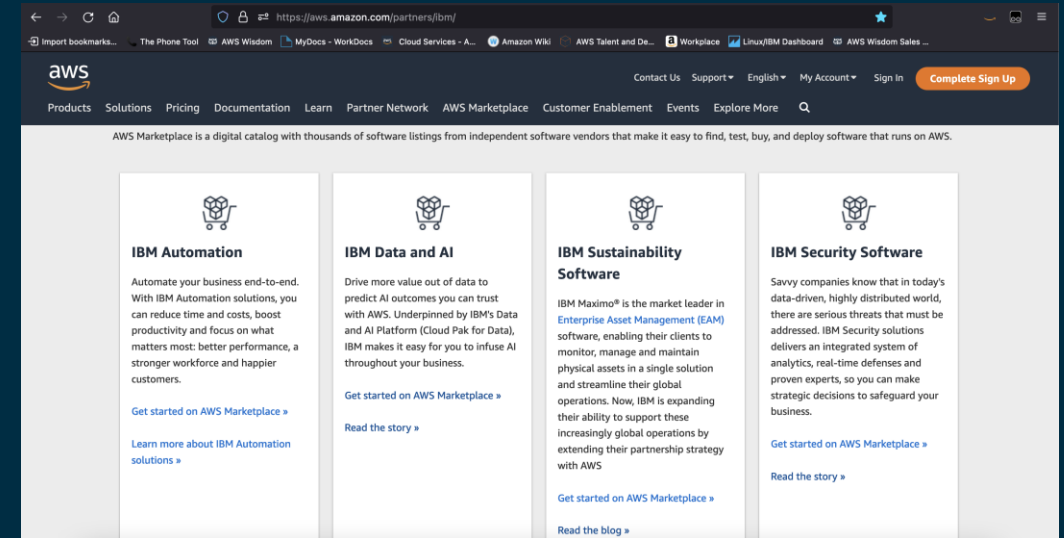 https://aws.amazon.com/partners/ibm/
Import bookmarks... The Phone Tool AWS Wisdom MyDocs - WorkDocs Cloud Services - A... Amazon Wiki AWS Talent and De... Workplace Linux/IBM Dashboard AWS Wisdom Sales ...
aws
Contact Us Support English My Account Sign In Complete Sign Up
Products Solutions Pricing Documentation Learn Partner Network AWS Marketplace Customer Enablement Events Explore More
AWS Marketplace is a digital catalog with thousands of software listings from independent software vendors that make it easy to find, test, buy, and deploy software that runs on AWS.
IBM Automation
Automate your business end-to-end.
With IBM Automation solutions, you
can reduce time and costs, boost
productivity and focus on what
matters most: better performance, a
stronger workforce and happier
customers.
Get started on AWS Marketplace »
Learn more about IBM Automation
solutions »
IBM Data and AI
Drive more value out of data to
predict AI outcomes you can trust
with AWS. Underpinned by IBM's Data
and AI Platform (Cloud Pak for Data),
IBM makes it easy for you to infuse AI
throughout your business.
Get started on AWS Marketplace »
Read the story »
IBM Sustainability
Software
IBM Maximo® is the market leader in
Enterprise Asset Management (EAM)
software, enabling their clients to
monitor, manage and maintain
physical assets in a single solution
and streamline their global
operations. Now, IBM is expanding
their ability to support these
increasingly global operations by
extending their partnership strategy
with AWS
Get started on AWS Marketplace »
Read the blog »
IBM Security Software
Savvy companies know that in today's
data-driven, highly distributed world,
there are serious threats that must be
addressed. IBM Security solutions
delivers an integrated system of
analytics, real-time defenses and
proven experts, so you can make
strategic decisions to safeguard your
business.
Get started on AWS Marketplace »
Read the story »